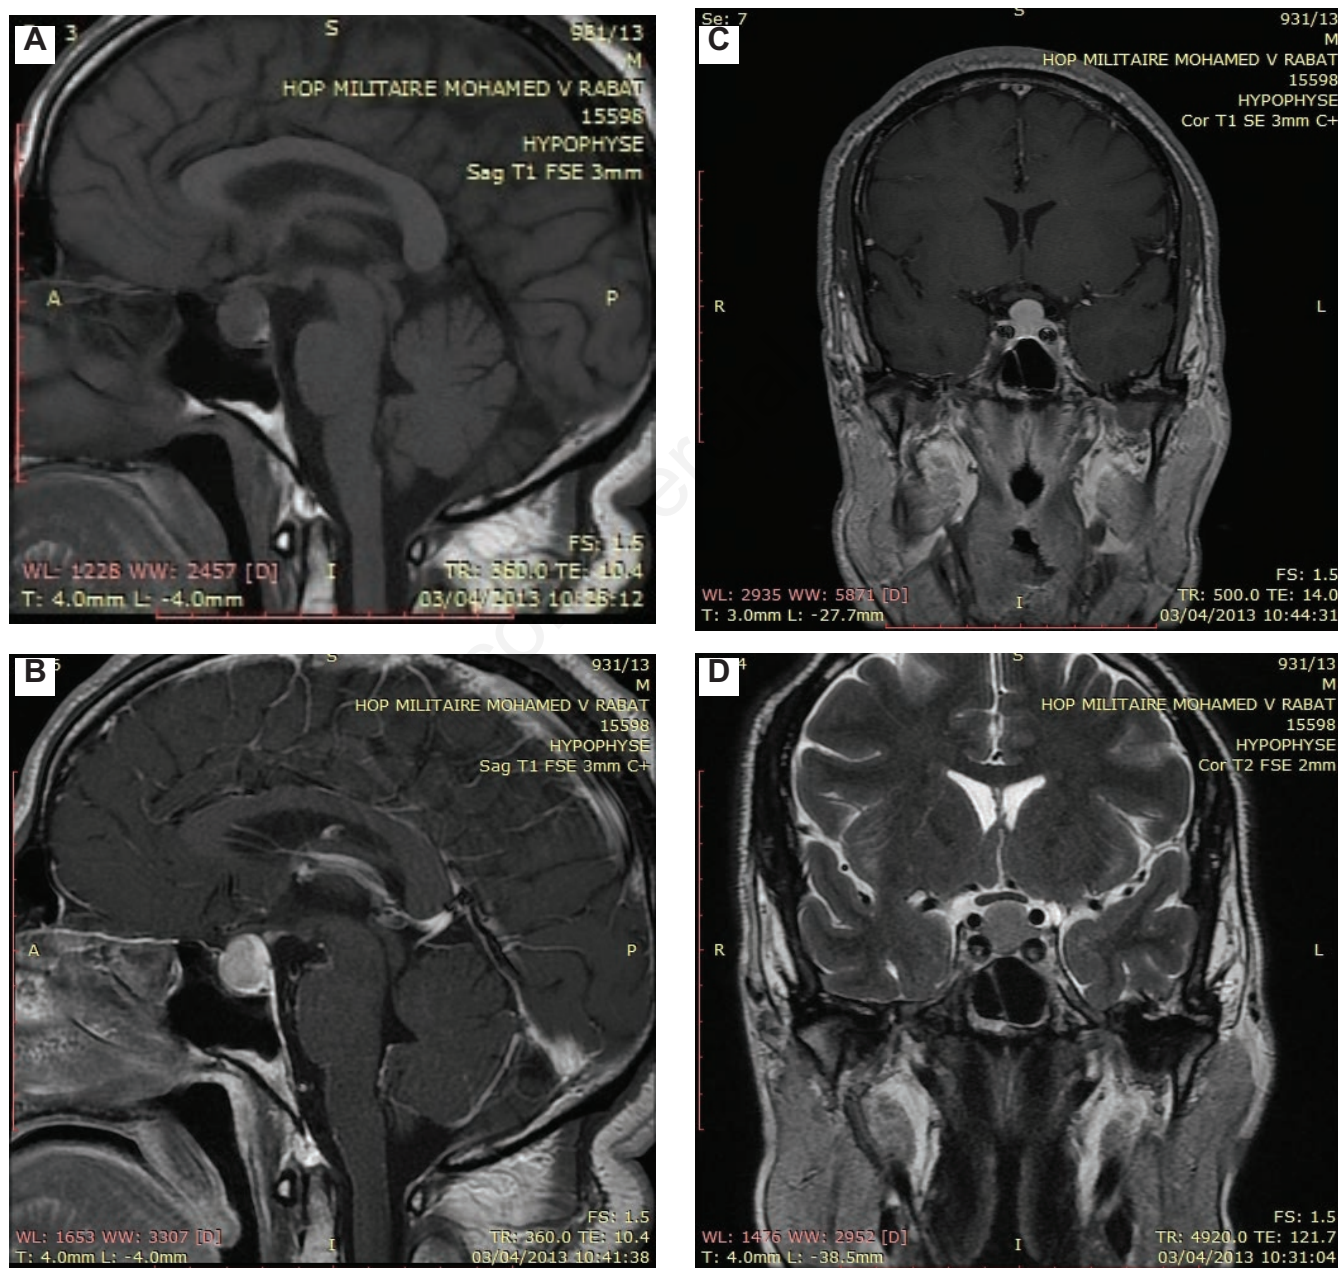 A
3
S
931/13
M
HOP MILITAIRE MOHAMED V RABAT
15598
HYPOPHYSE
Sag T1 FSE 3mm
A
P
FS: 1.5
WL: 1228 WW: 2457 [D]
I
TR: 360.0 TE: 10.4
T: 4.0mm L: -4.0mm
03/04/2013 10:26:12
Se: 7
C
S
931/13
M
HOP MILITAIRE MOHAMED V RABAT
15598
HYPOPHYSE
Cor T1 SE 3mm C+
R
L
FS: 1.5
WL: 2935 WW: 5871 [D]
I
TR: 500.0 TE: 14.0
T: 3.0mm L: -27.7mm
03/04/2013 10:44:31
B
S
931/13
M
HOP MILITAIRE MOHAMED V RABAT
15598
HYPOPHYSE
Sag T1 FSE 3mm C+
A
P
FS: 1.5
WL: 1653 WW: 3307 [D]
I
TR: 360.0 TE: 10.4
T: 4.0mm L: -4.0mm
03/04/2013 10:41:38
D
4
S
931/13
M
HOP MILITAIRE MOHAMED V RABAT
15598
HYPOPHYSE
Cor T2 FSE 2mm
R
L
FS: 1.5
WL: 1476 WW: 2952 [D]
I
TR: 4920.0 TE: 121.7
T: 4.0mm L: -38.5mm
03/04/2013 10:31:04